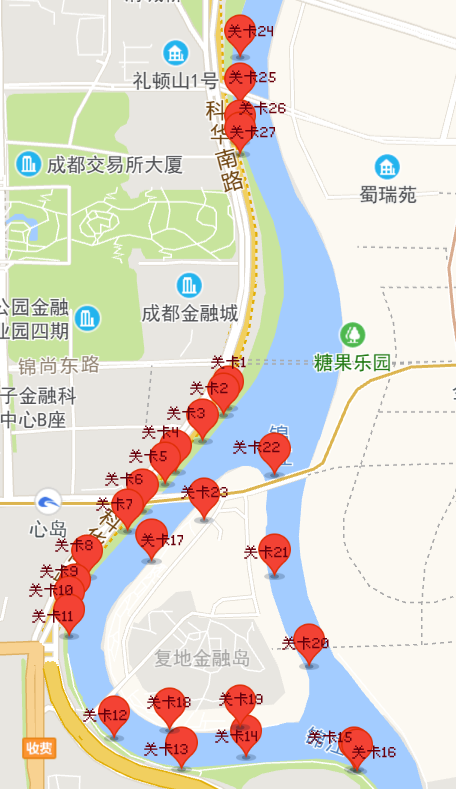 关卡24
礼顿山1号
关卡25
关卡26
关卡27
科华南路
成都交易所大厦
蜀瑞苑
成都金融城
公园金融
业园四期
糖果乐园
锦尚东路
关卡1
关卡2
子金融科
中心B座
关卡3
关卡4
关卡5
锦江
关卡22
关卡6
关卡23
关卡7
心岛
科华
关卡17
关卡8
关卡21
关卡9
关卡10
关卡11
关卡20
复地金融岛
关卡12
关卡18
关卡19
关卡13
关卡14
锦江
关卡15
关卡16
收费